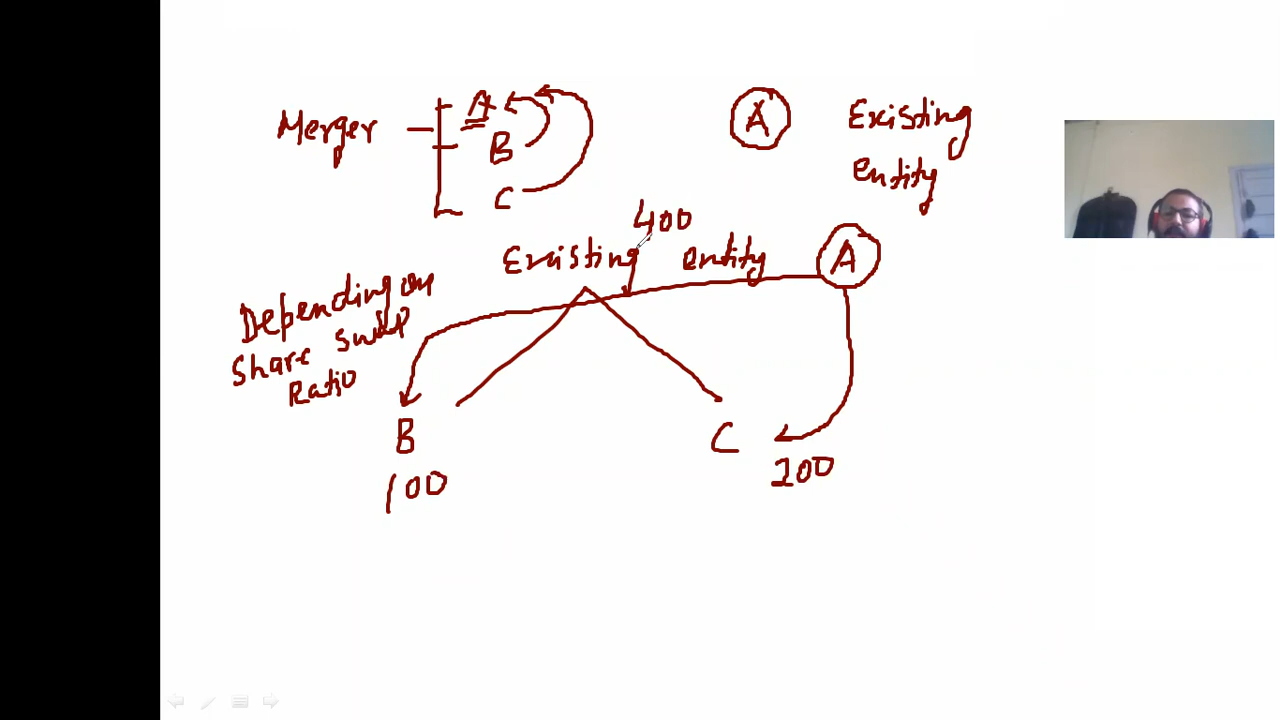 Merger
A
B
C
A
Existing
entity
400
Existing entity A
Depending on
Share swap
Ratio
B
100
C
200